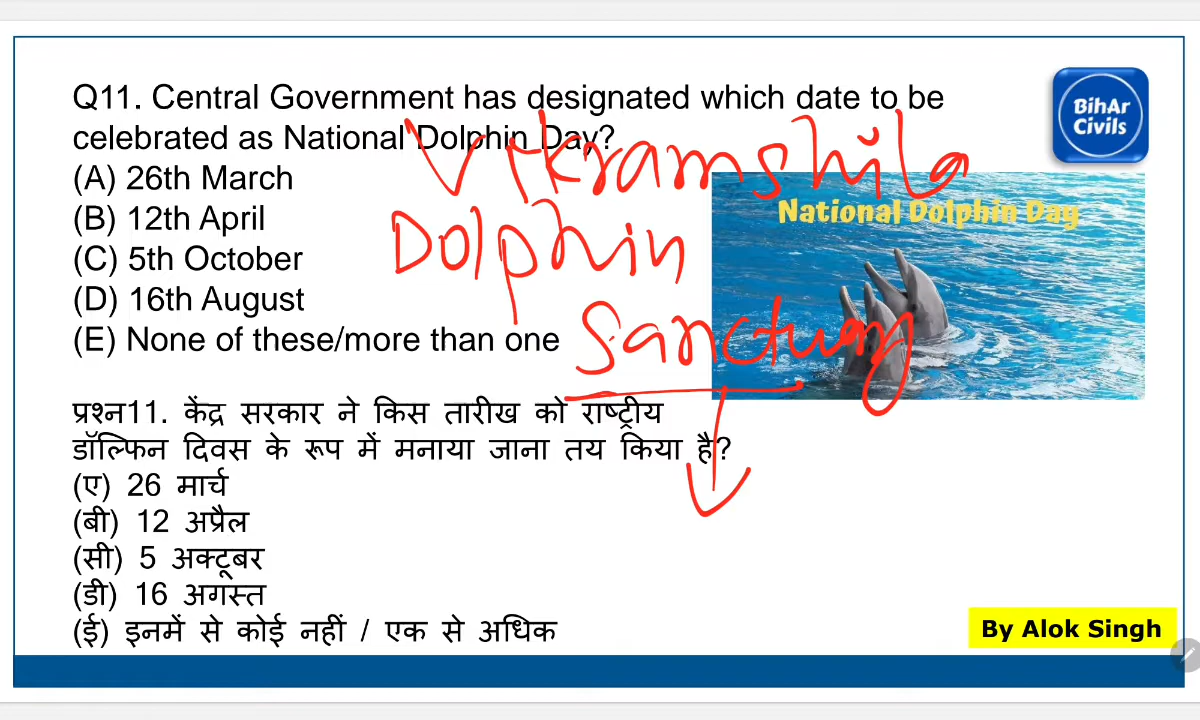 Q11. Central Government has designated which date to be
celebrated as National Dolphin Day?
(A) 26th March
(B) 12th April
(C) 5th October
(D) 16th August
(E) None of these/more than one
BihAr
Civils
National Dolphin Day
Vikramshila
Dolphin
Sanctuary
प्रश्न11. केंद्र सरकार ने किस तारीख को राष्ट्रीय
डॉल्फिन दिवस के रूप में मनाया जाना तय किया है?
(ए) 26 मार्च
(बी) 12 अप्रैल
(सी) 5 अक्टूबर
(डी) 16 अगस्त
(ई) इनमें से कोई नहीं / एक से अधिक
By Alok Singh